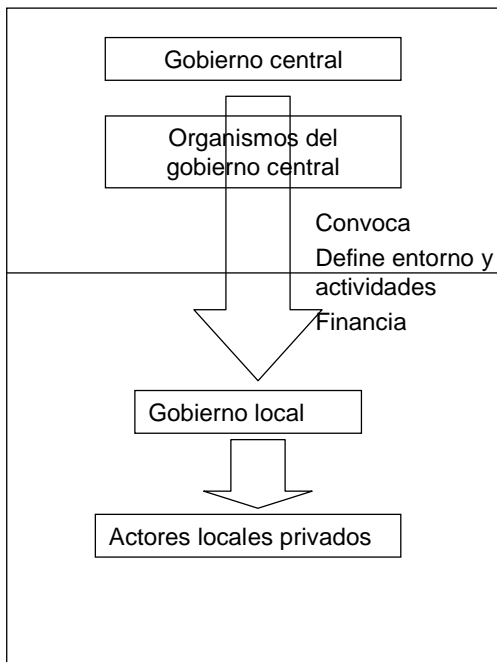 Gobierno central
Organismos del
gobierno central
Convoca
Define entorno y
actividades
Financia
Gobierno local
Actores locales privados